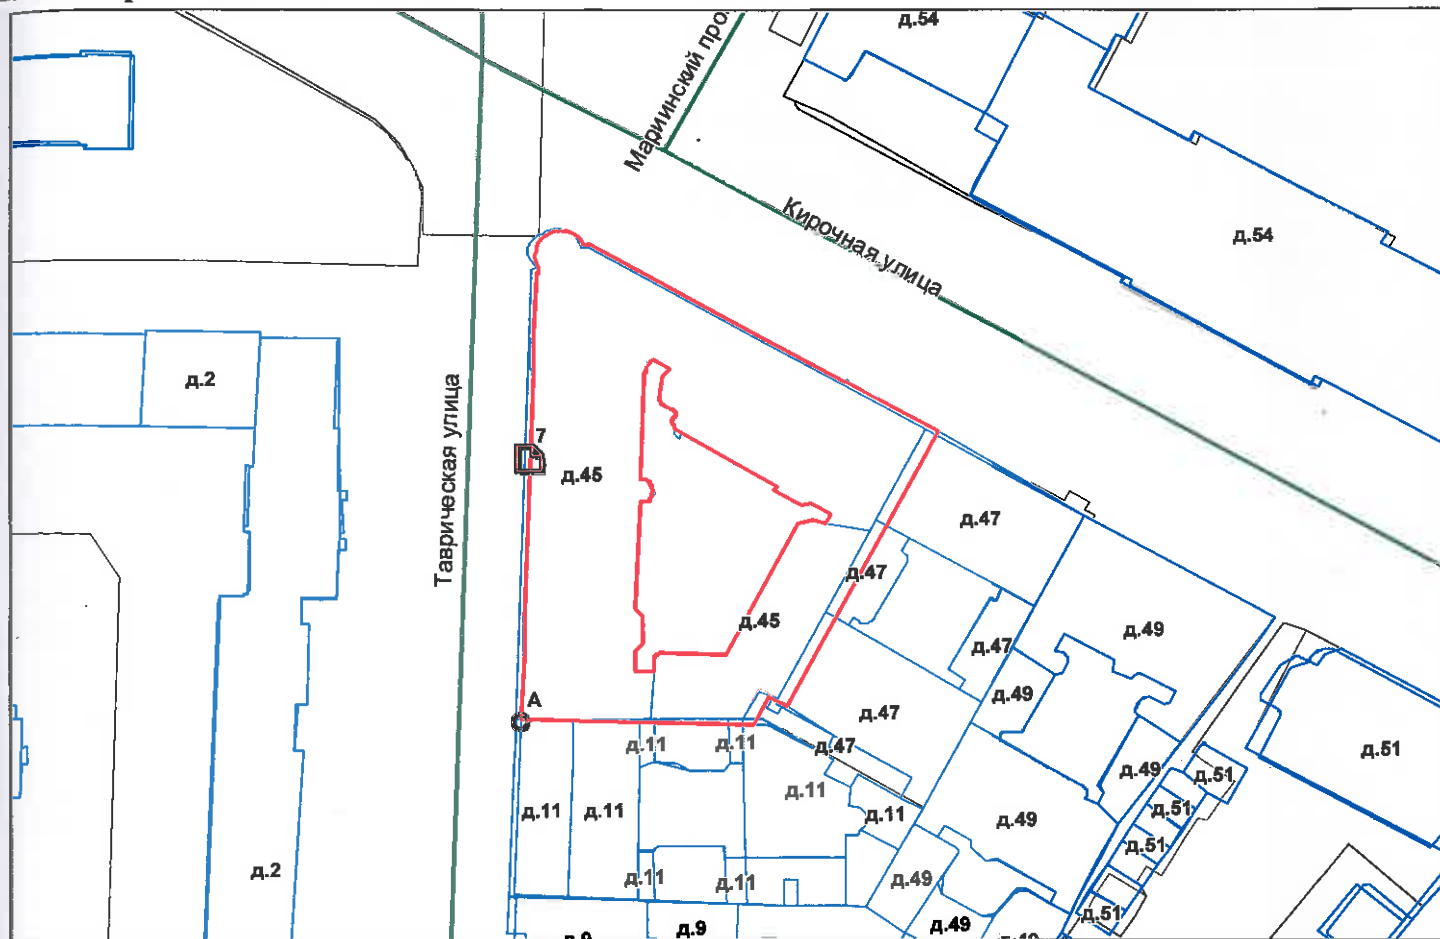 д.54
Мариинский про
Кирочная улица
д.54
д.2
Таврическая улица
7
д.45
д.47
д.47
д.45
д.47
д.49
д.49
А
д.47
д.11
д.11
д.47
д.51
д.49
д.51
д.11
д.11
д.11
д.11
д.49
д.51
д.51
д.2
д.11
д.11
д.49
д.51
д.9
д.49